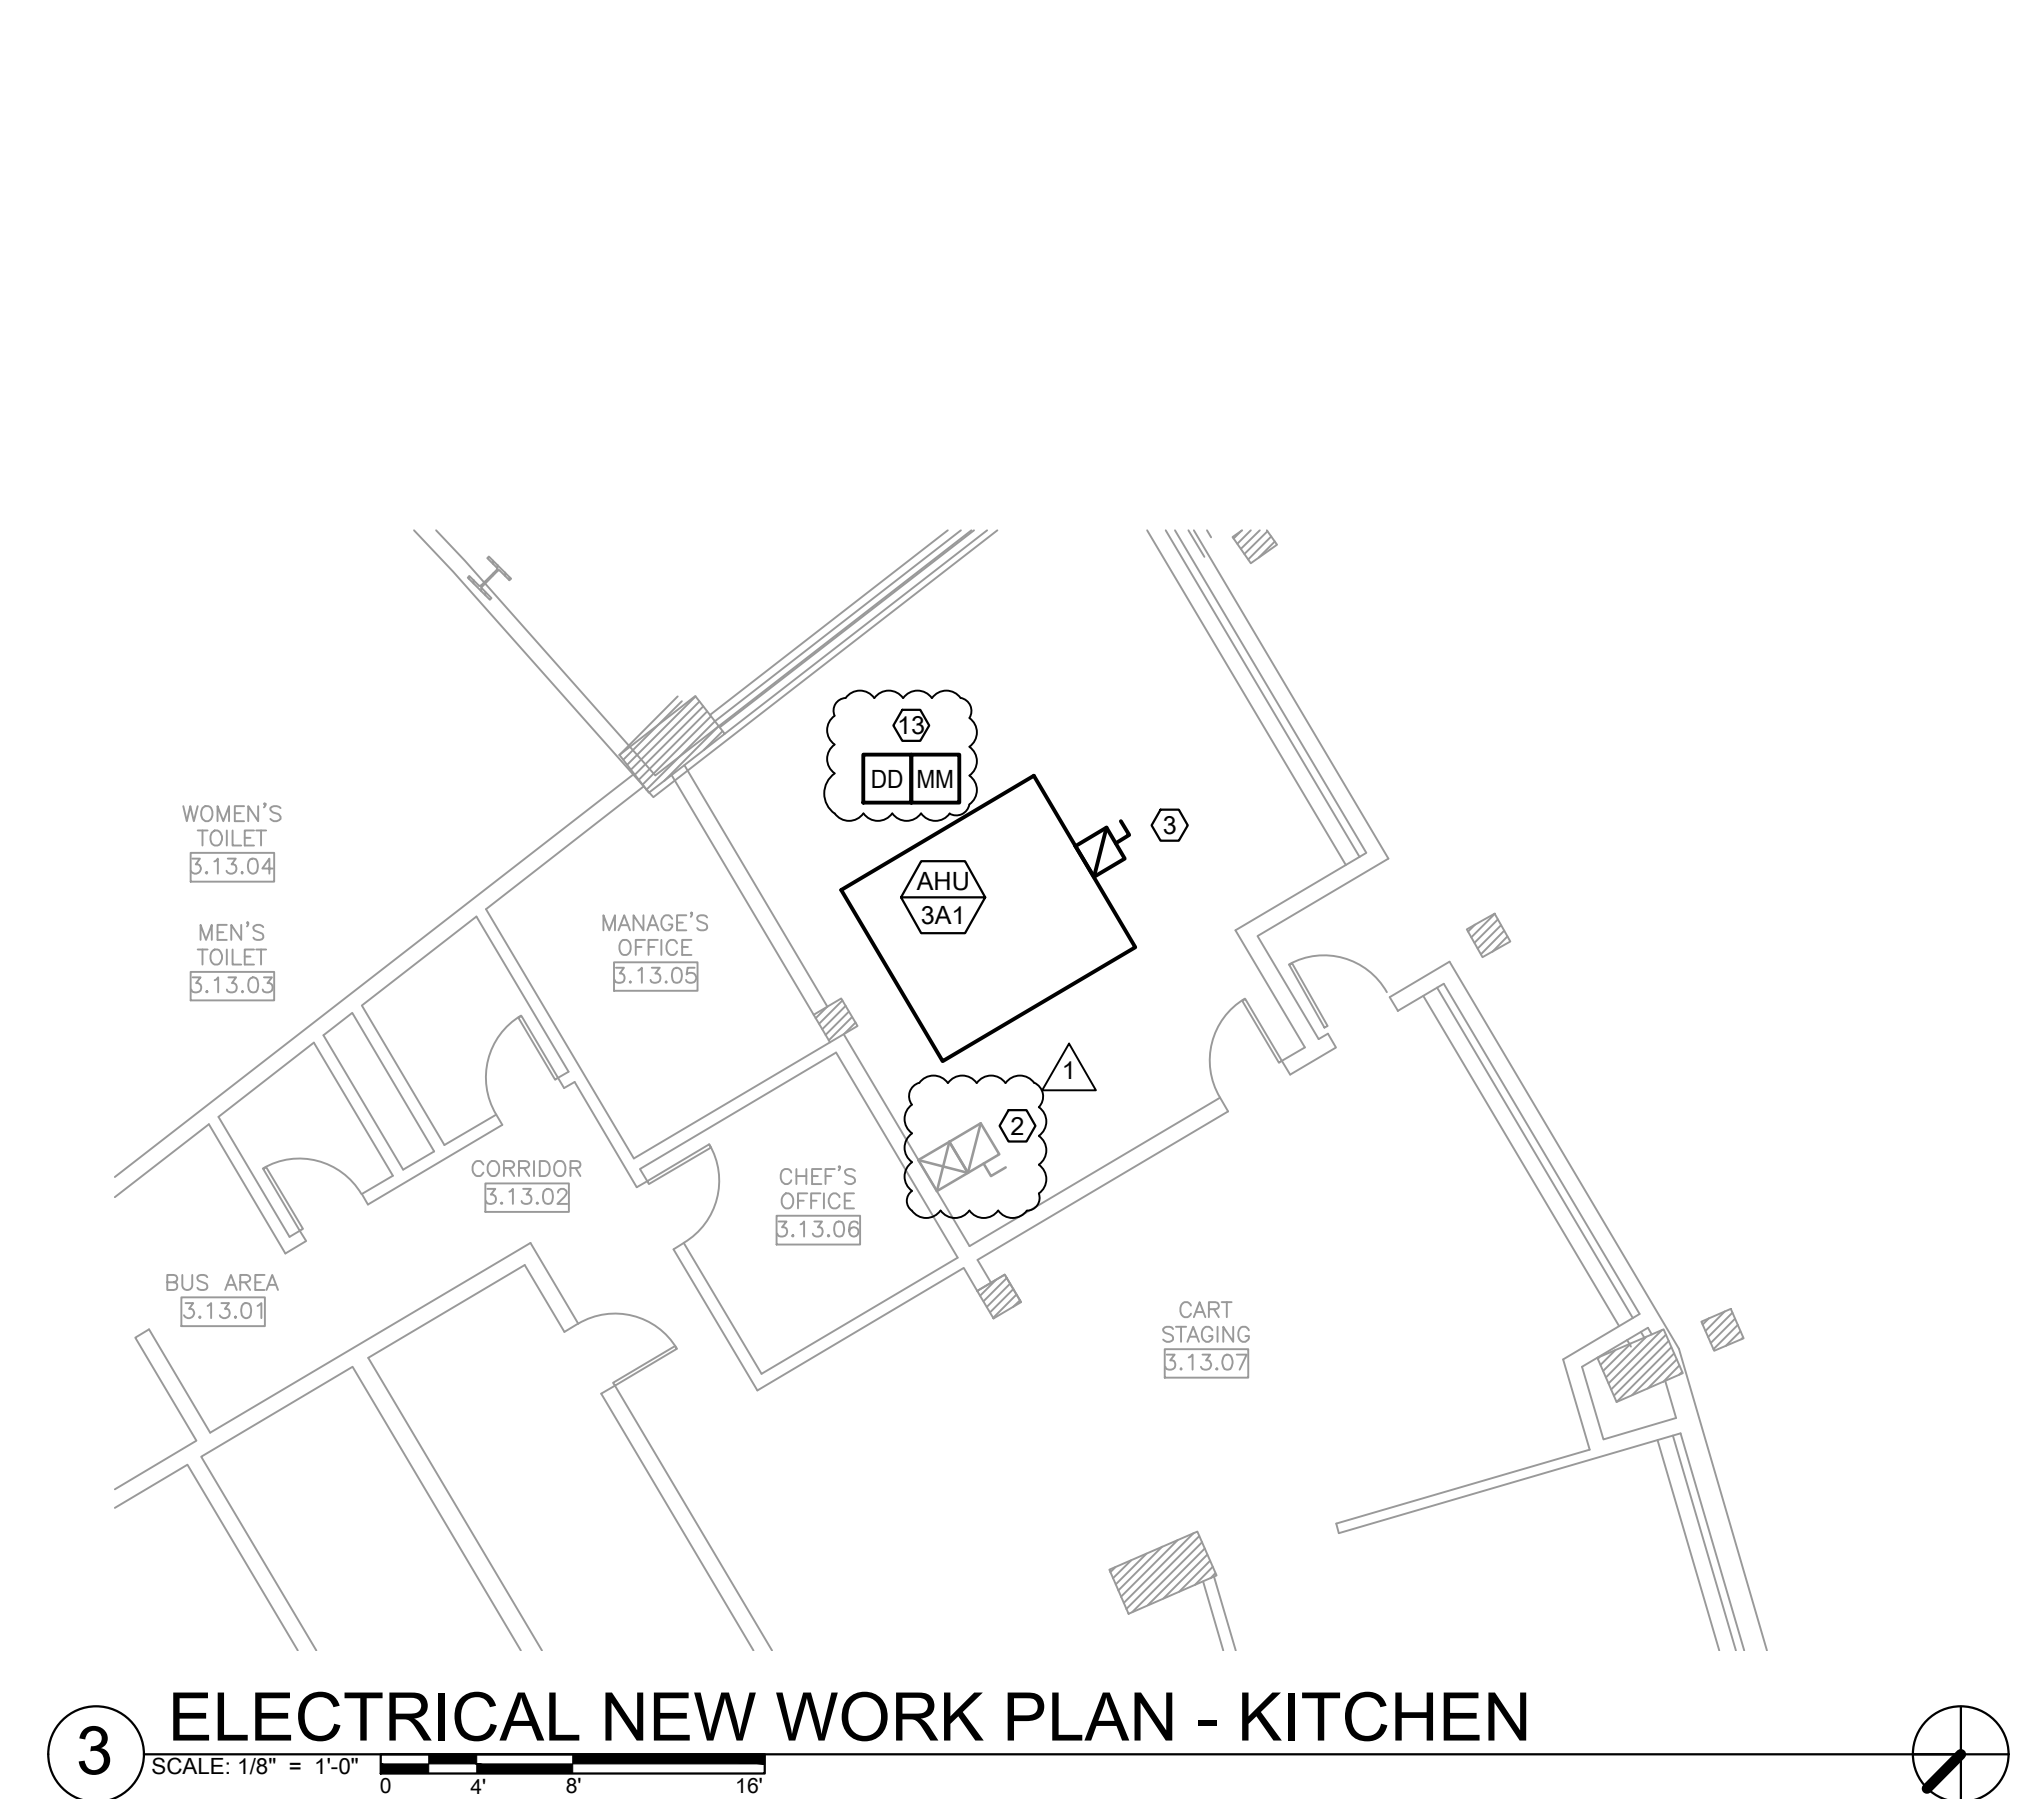 13
DD MM
3
AHU
3A1
WOMEN'S
TOILET
3.13.04
MEN'S
TOILET
3.13.03
MANAGE'S
OFFICE
3.13.05
1
2
CORRIDOR
3.13.02
CHEF'S
OFFICE
3.13.06
BUS AREA
3.13.01
CART
STAGING
3.13.07
3
ELECTRICAL NEW WORK PLAN - KITCHEN
SCALE: 1/8" = 1'-0"
0 4' 8' 16'